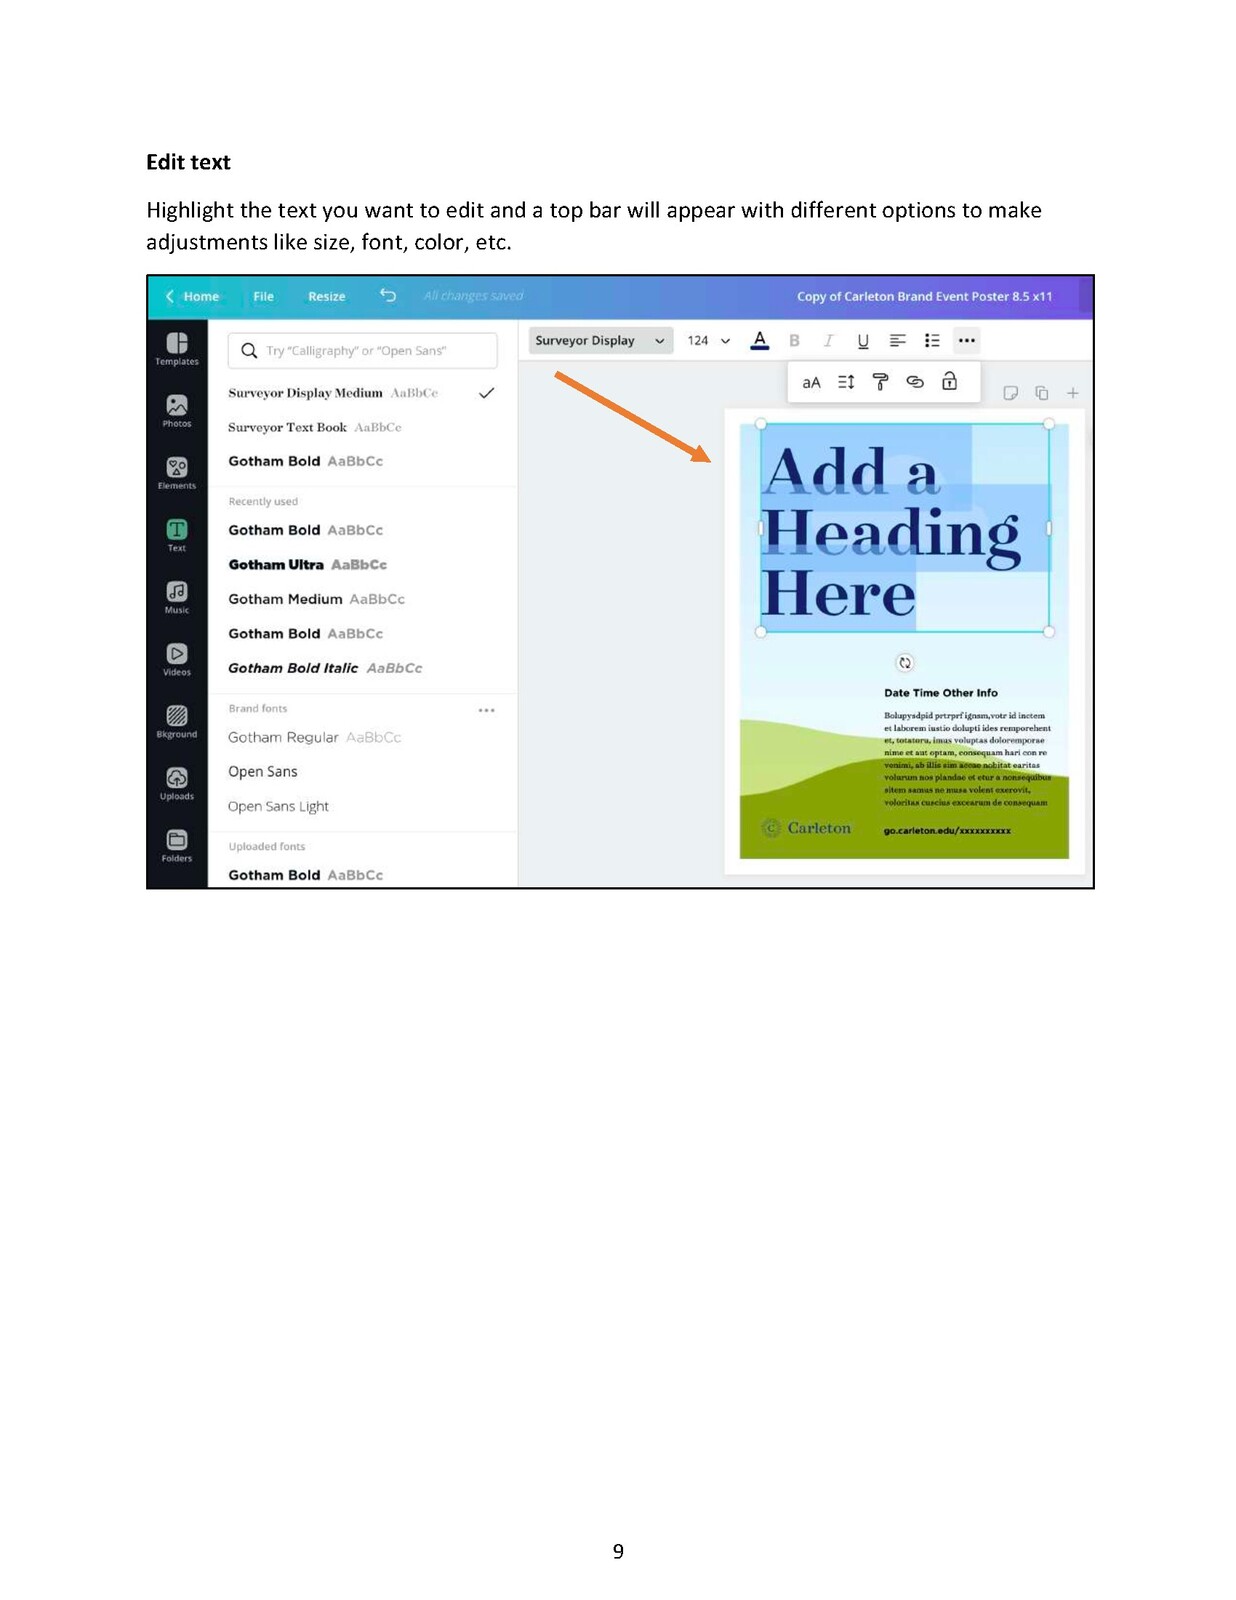 Edit text
Highlight the text you want to edit and a top bar will appear with different options to make
adjustments like size, font, color, etc.
Home File Resize All changes saved Copy of Carleton Brand Event Poster 8.5 x11
Templates
Photos
Elements
Text
Music
Videos
Bkground
Uploads
Folders
Try "Calligraphy" or "Open Sans"
Surveyor Display Medium AaBbCc
Surveyor Text Book AaBbCc
Gotham Bold AaBbCc
Recently used
Gotham Bold AaBbCc
Gotham Ultra AaBbCc
Gotham Medium AaBbCc
Gotham Bold AaBbCc
Gotham Bold Italic AaBbCc
Brand fonts
Gotham Regular AaBbCc
Open Sans
Open Sans Light
Uploaded fonts
Gotham Bold AaBbCc
Surveyor Display 124 A B I U
aA
Add a
Heading
Here
Date Time Other Info
Bolupysdpid prtrprf ignam,votr id inctem
et laborem iustio dolupti ides remporehent
et, totatura, imus voluptas doloremporae
nime et aut optam, consequam hari con re
venimi, ab illis sim accae nobitat earitas
volurum nos plandae et etur a nonsequibus
sitem samus ne musa volent exerovit,
voloritas cuscius excearum de consequam
go.carleton.edu/xxxxxxxxxx
C Carleton
9